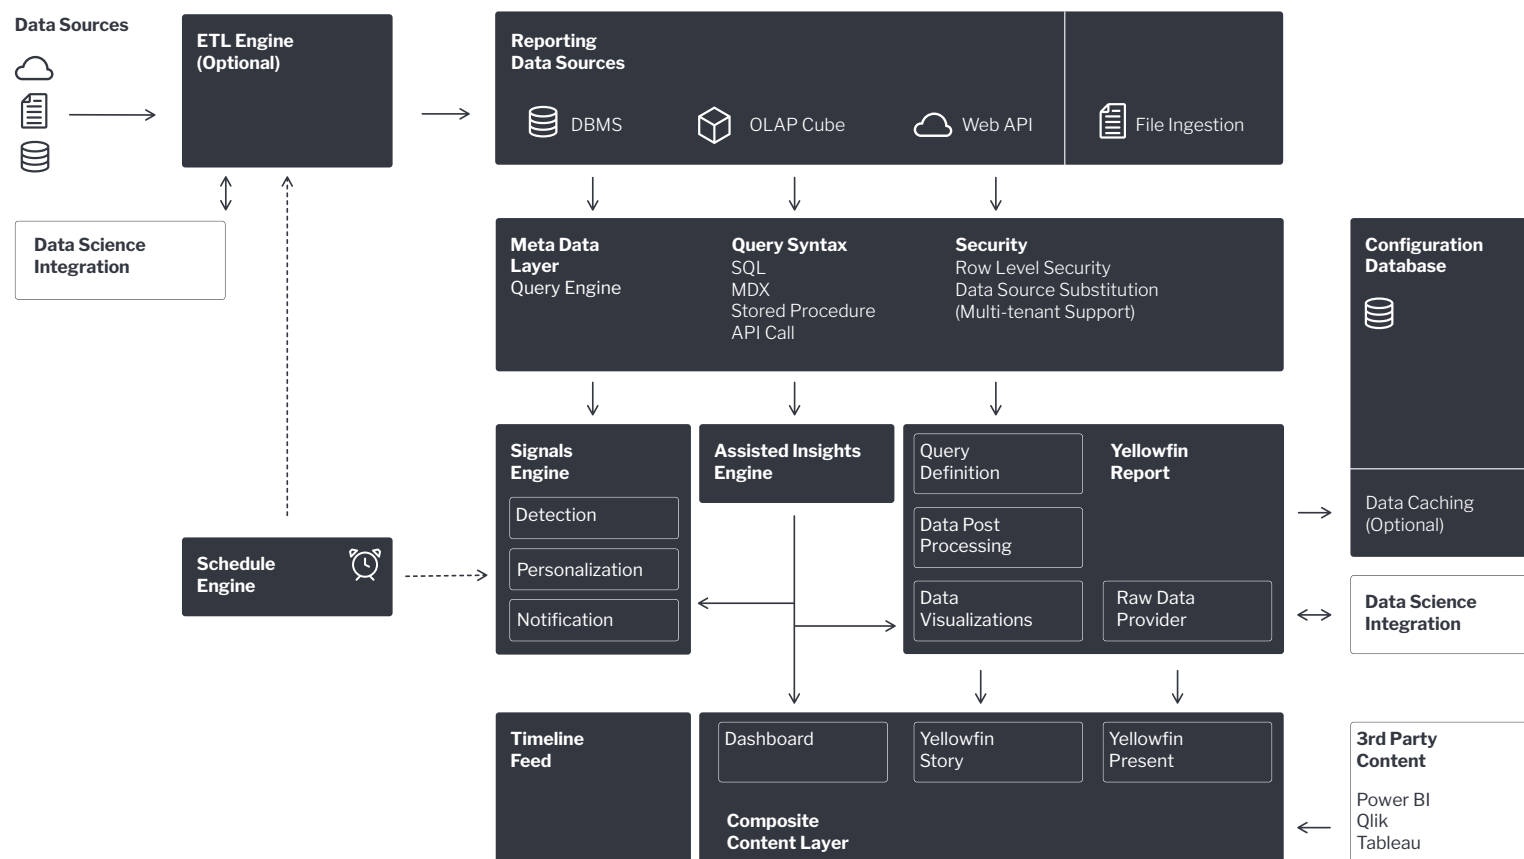 Data Sources
ETL Engine
(Optional)
Reporting
Data Sources
DBMS
OLAP Cube
Web API
File Ingestion
Data Science
Integration
Meta Data
Layer
Query Engine
Query Syntax
SQL
MDX
Stored Procedure
API Call
Security
Row Level Security
Data Source Substitution
(Multi-tenant Support)
Configuration
Database
Data Caching
(Optional)
Signals
Engine
Detection
Personalization
Notification
Assisted Insights
Engine
Query
Definition
Data Post
Processing
Data
Visualizations
Yellowfin
Report
Raw Data
Provider
Schedule
Engine
Data Science
Integration
Timeline
Feed
Dashboard
Yellowfin
Story
Yellowfin
Present
Composite
Content Layer
3rd Party
Content
Power BI
Qlik
Tableau